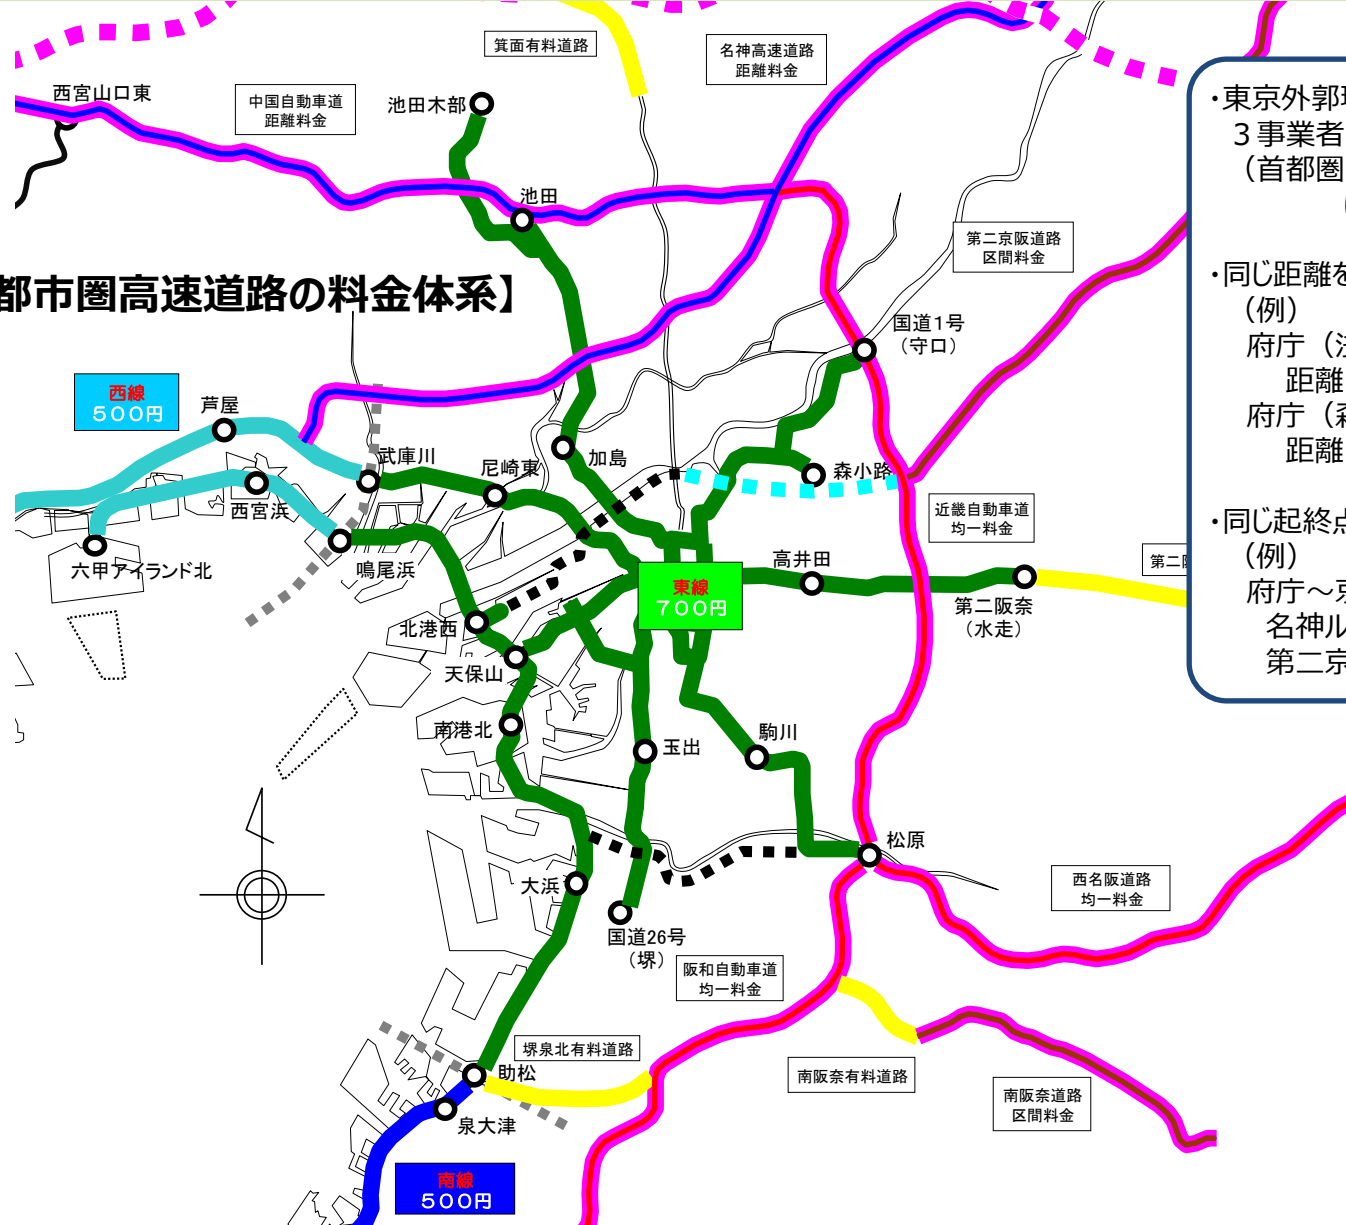 箕面有料道路
名神高速道路
距離料金
西宮山口東
中国自動車道
距離料金
池田木部
・東京外郭
3事業者
（首都圏
池田
第二京阪道路
区間料金
都市圏高速道路の料金体系】
・同じ距離を
（例）
府庁（
距離
府庁（森
距離
国道1号
（守口）
西線
500円
芦屋
武庫川
尼崎東
加島
森小路
西宮浜
近畿自動車道
均一料金
・同じ起終点
（例）
府庁～
名神ル
第二京
六甲アイランド北
鳴尾浜
高井田
第二阪奈
（水走）
第二
東線
700円
北港西
天保山
南港北
玉出
駒川
松原
大浜
西名阪道路
均一料金
国道26号
（堺）
阪和自動車道
均一料金
堺泉北有料道路
助松
南阪奈有料道路
南阪奈道路
区間料金
泉大津
南線
500円